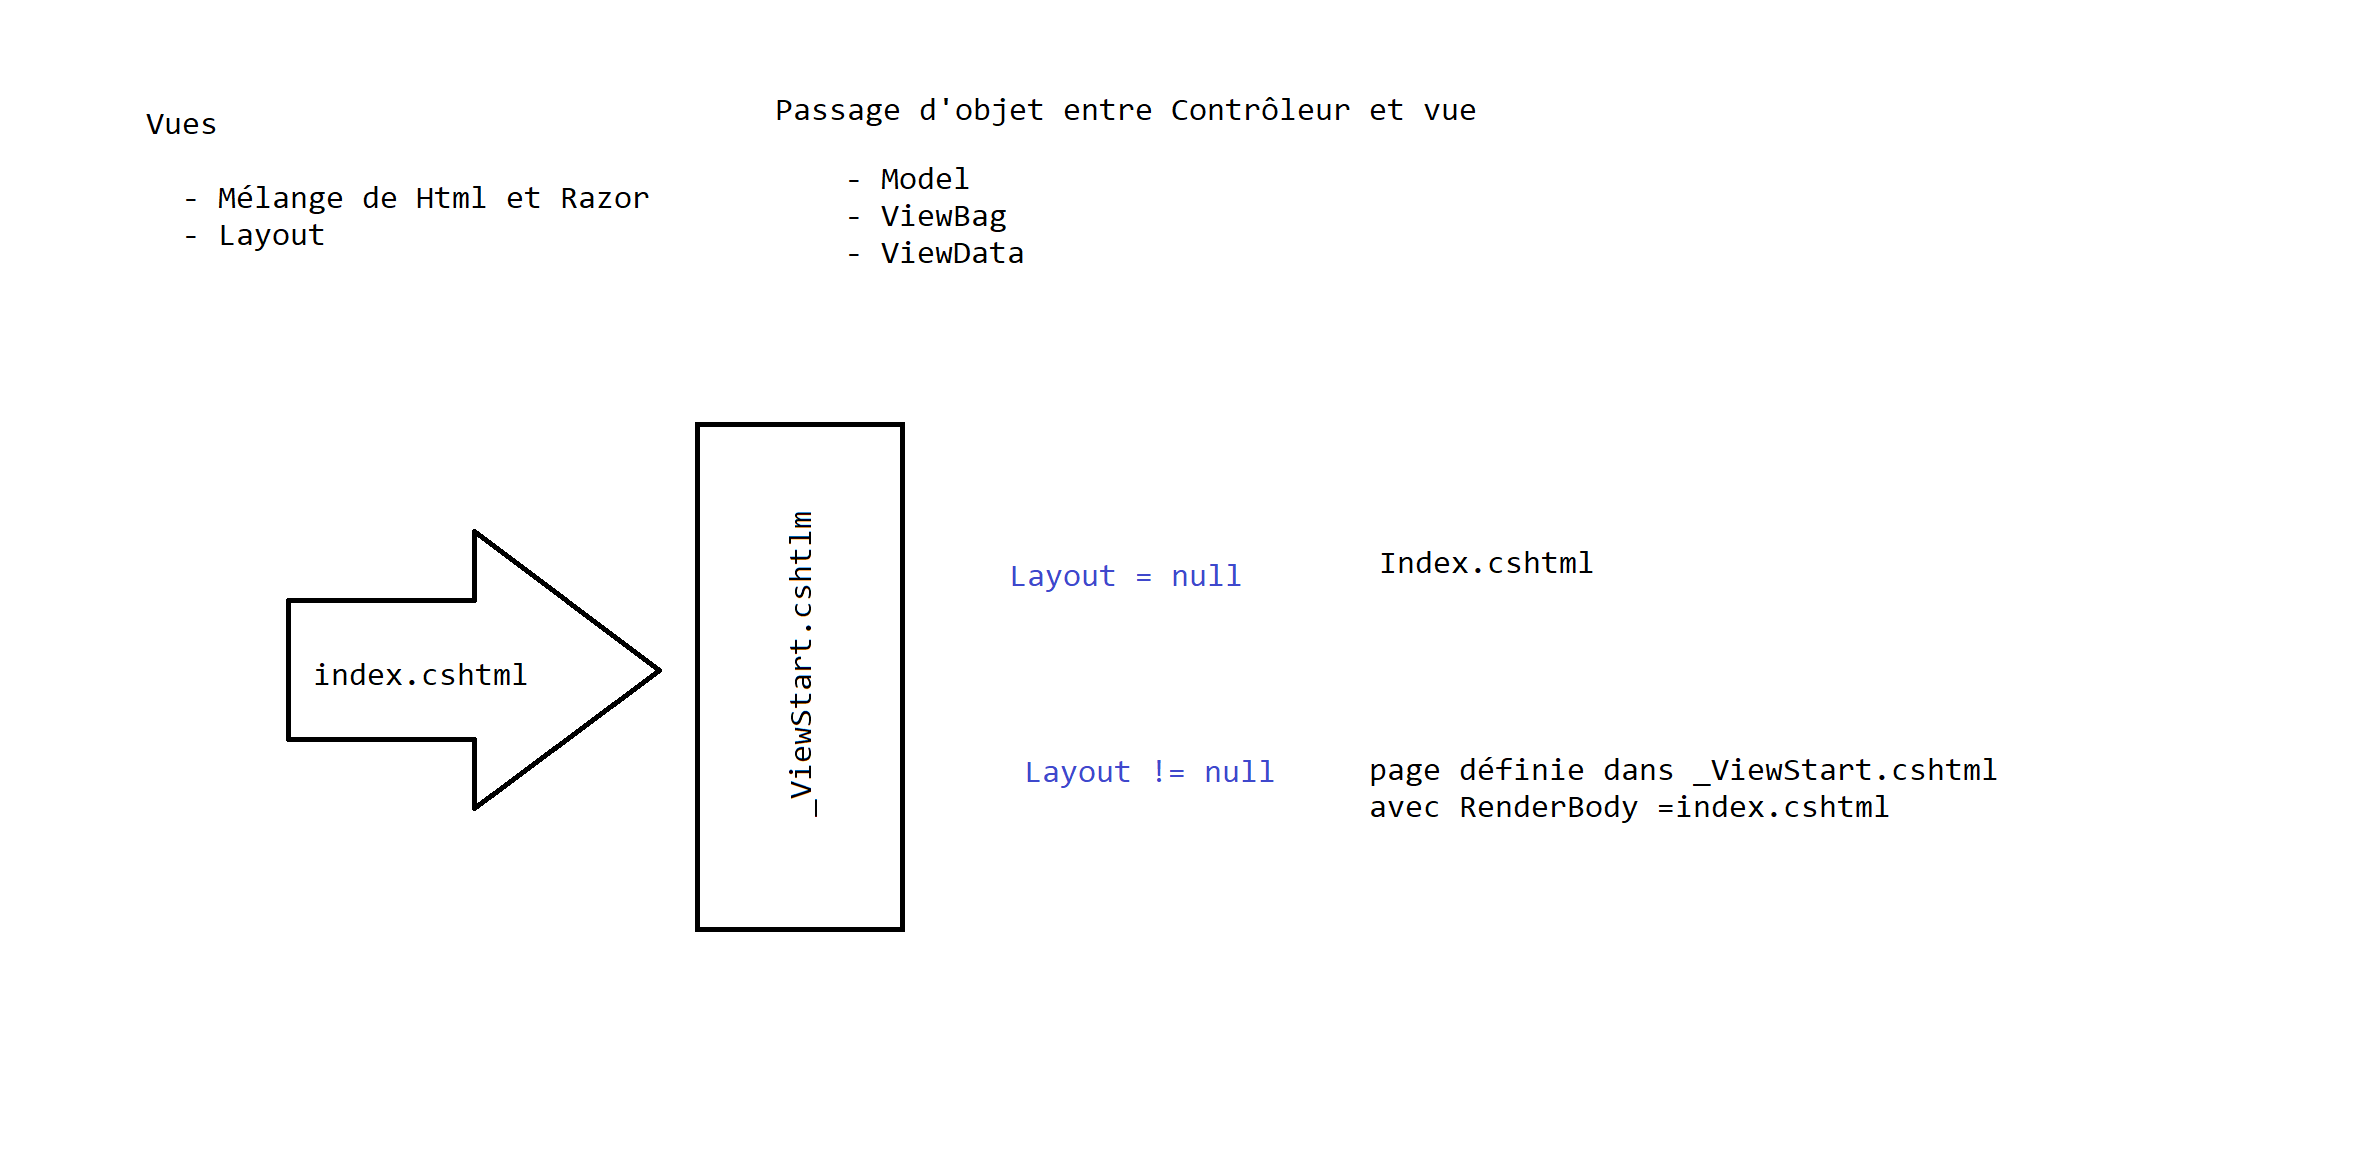 Vues
- Mélange de Html et Razor
- Layout
Passage d'objet entre Contrôleur et vue
- Model
- ViewBag
- ViewData
index.cshtml
_ViewStart.cshtlm
Layout = null
Index.cshtml
Layout != null
page définie dans _ViewStart.cshtml
avec RenderBody =index.cshtml